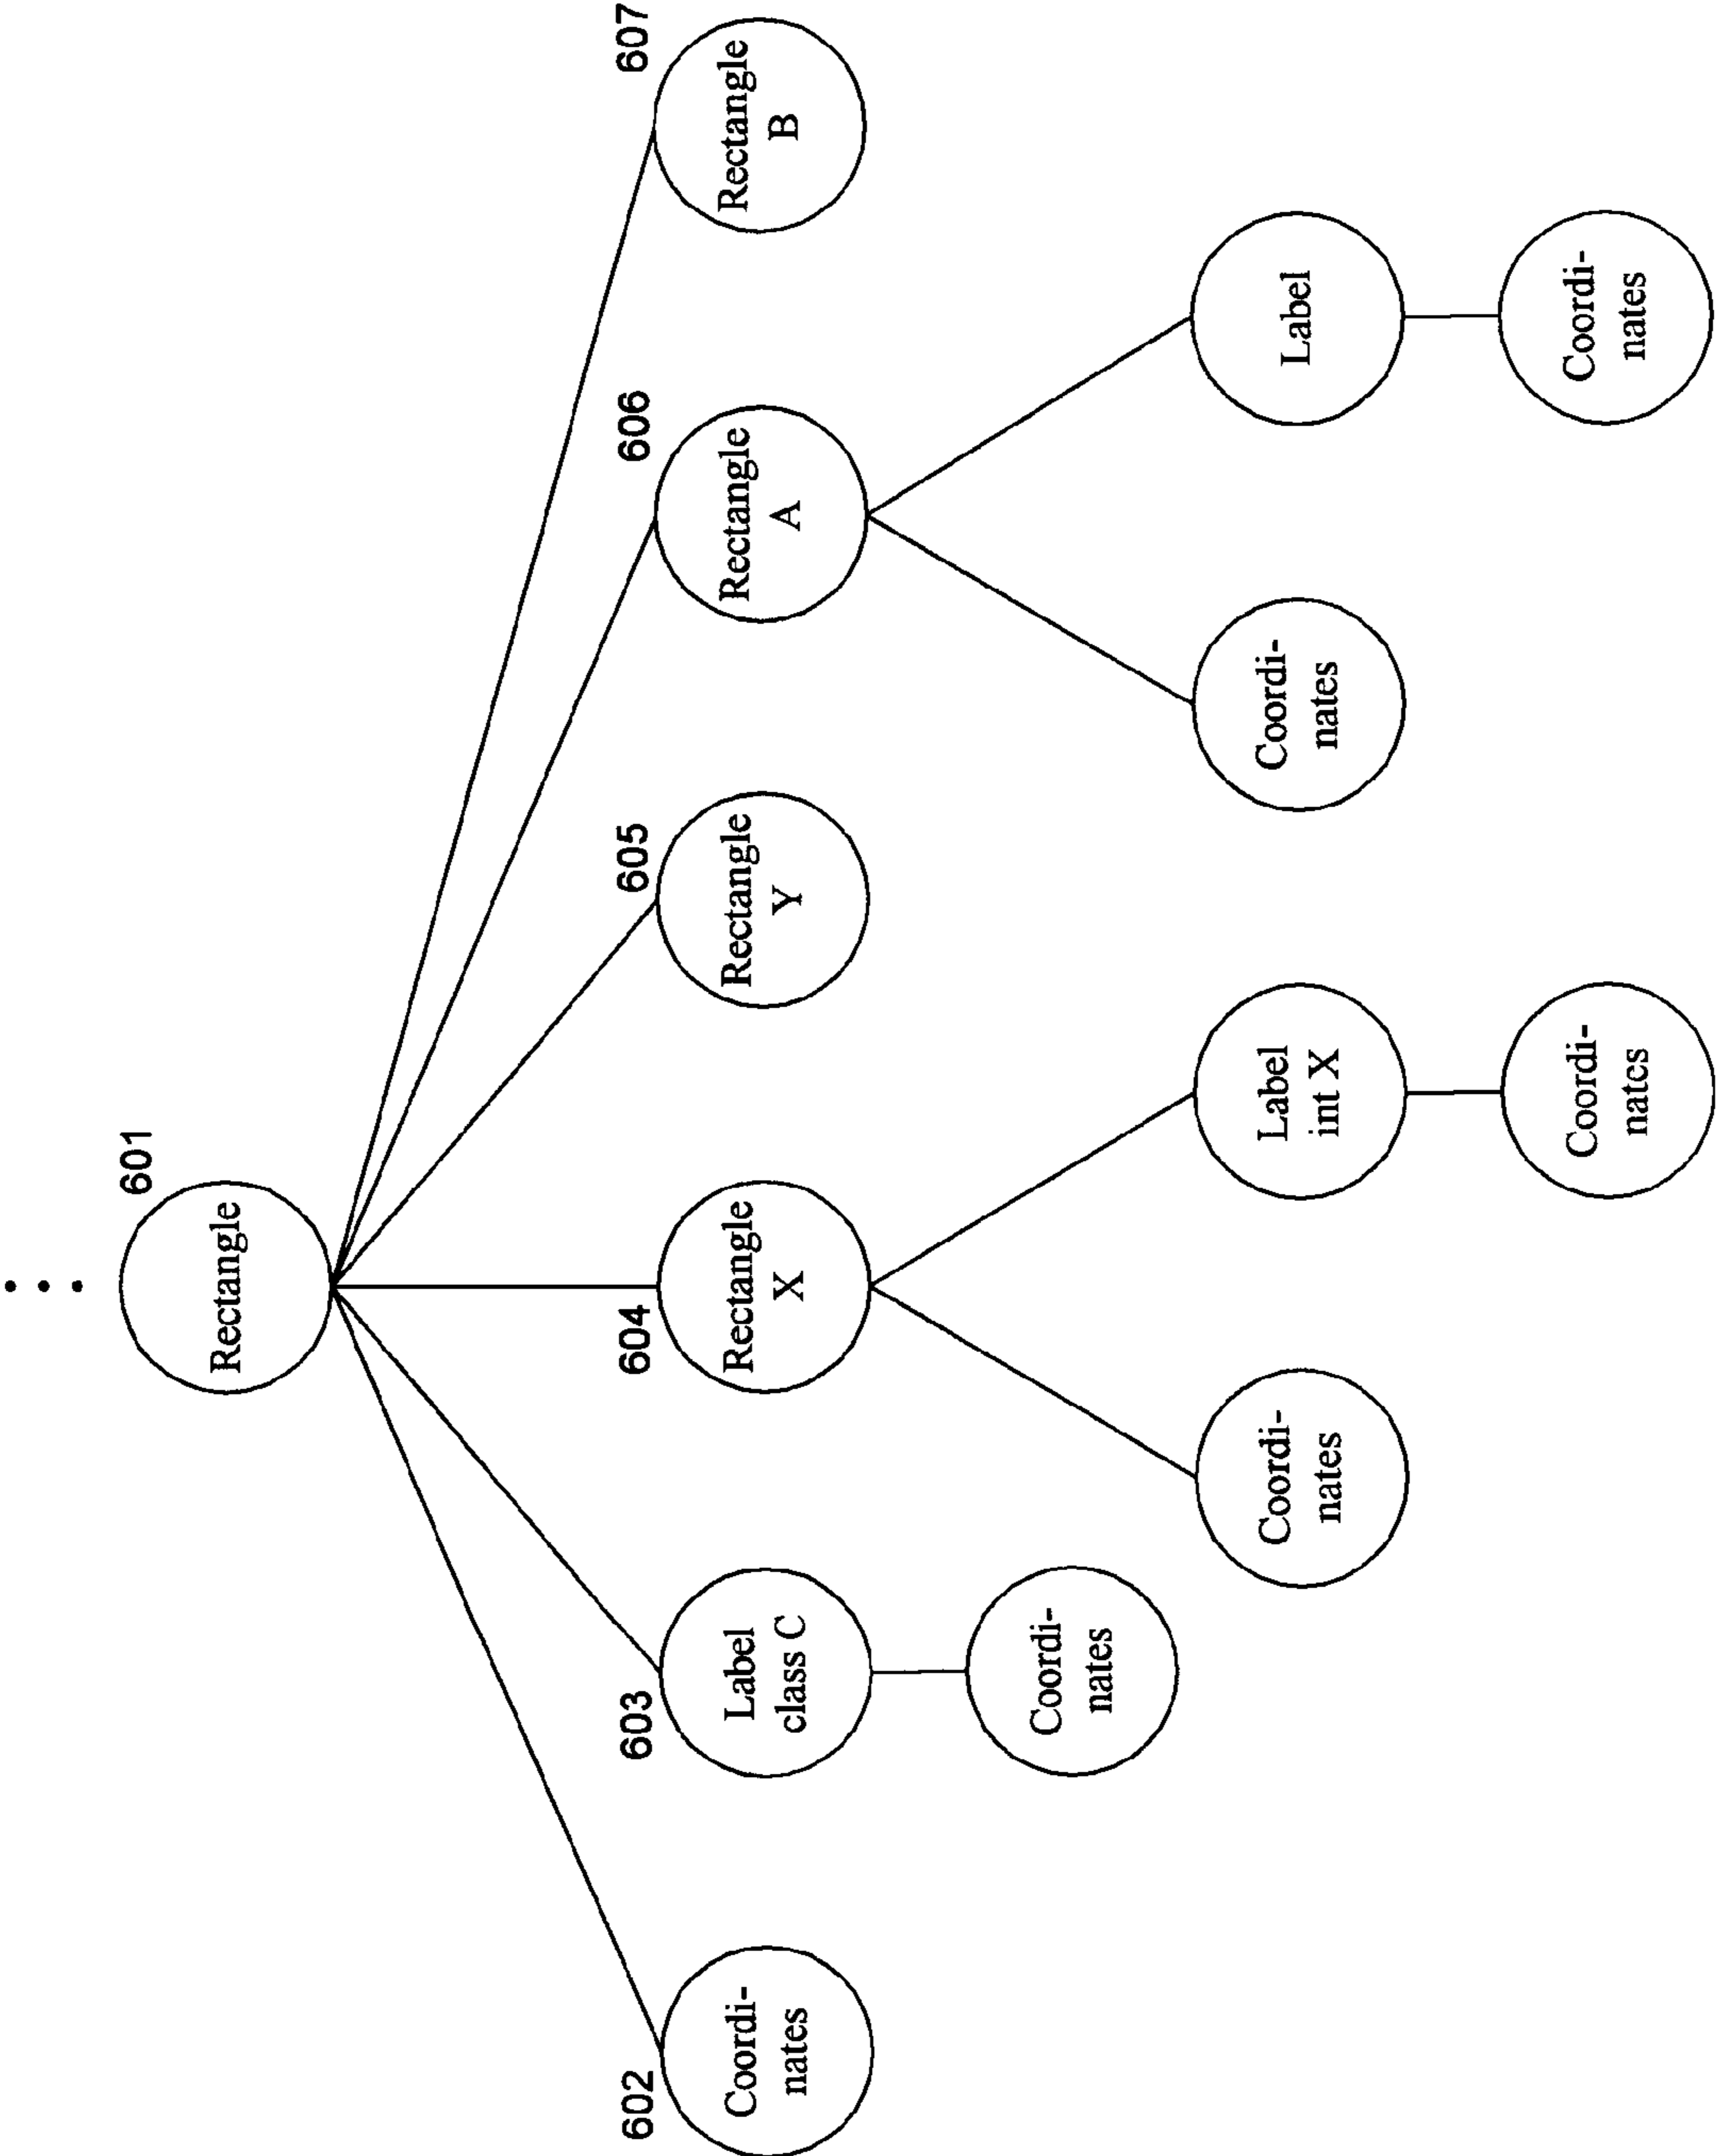 601
Rectangle
602
Coordi-
nates
603
Label
class C
604
Rectangle
X
605
Rectangle
Y
606
Rectangle
A
607
Rectangle
B
Coordi-
nates
Coordi-
nates
Label
int X
Coordi-
nates
Label
Coordi-
nates
Coordi-
nates